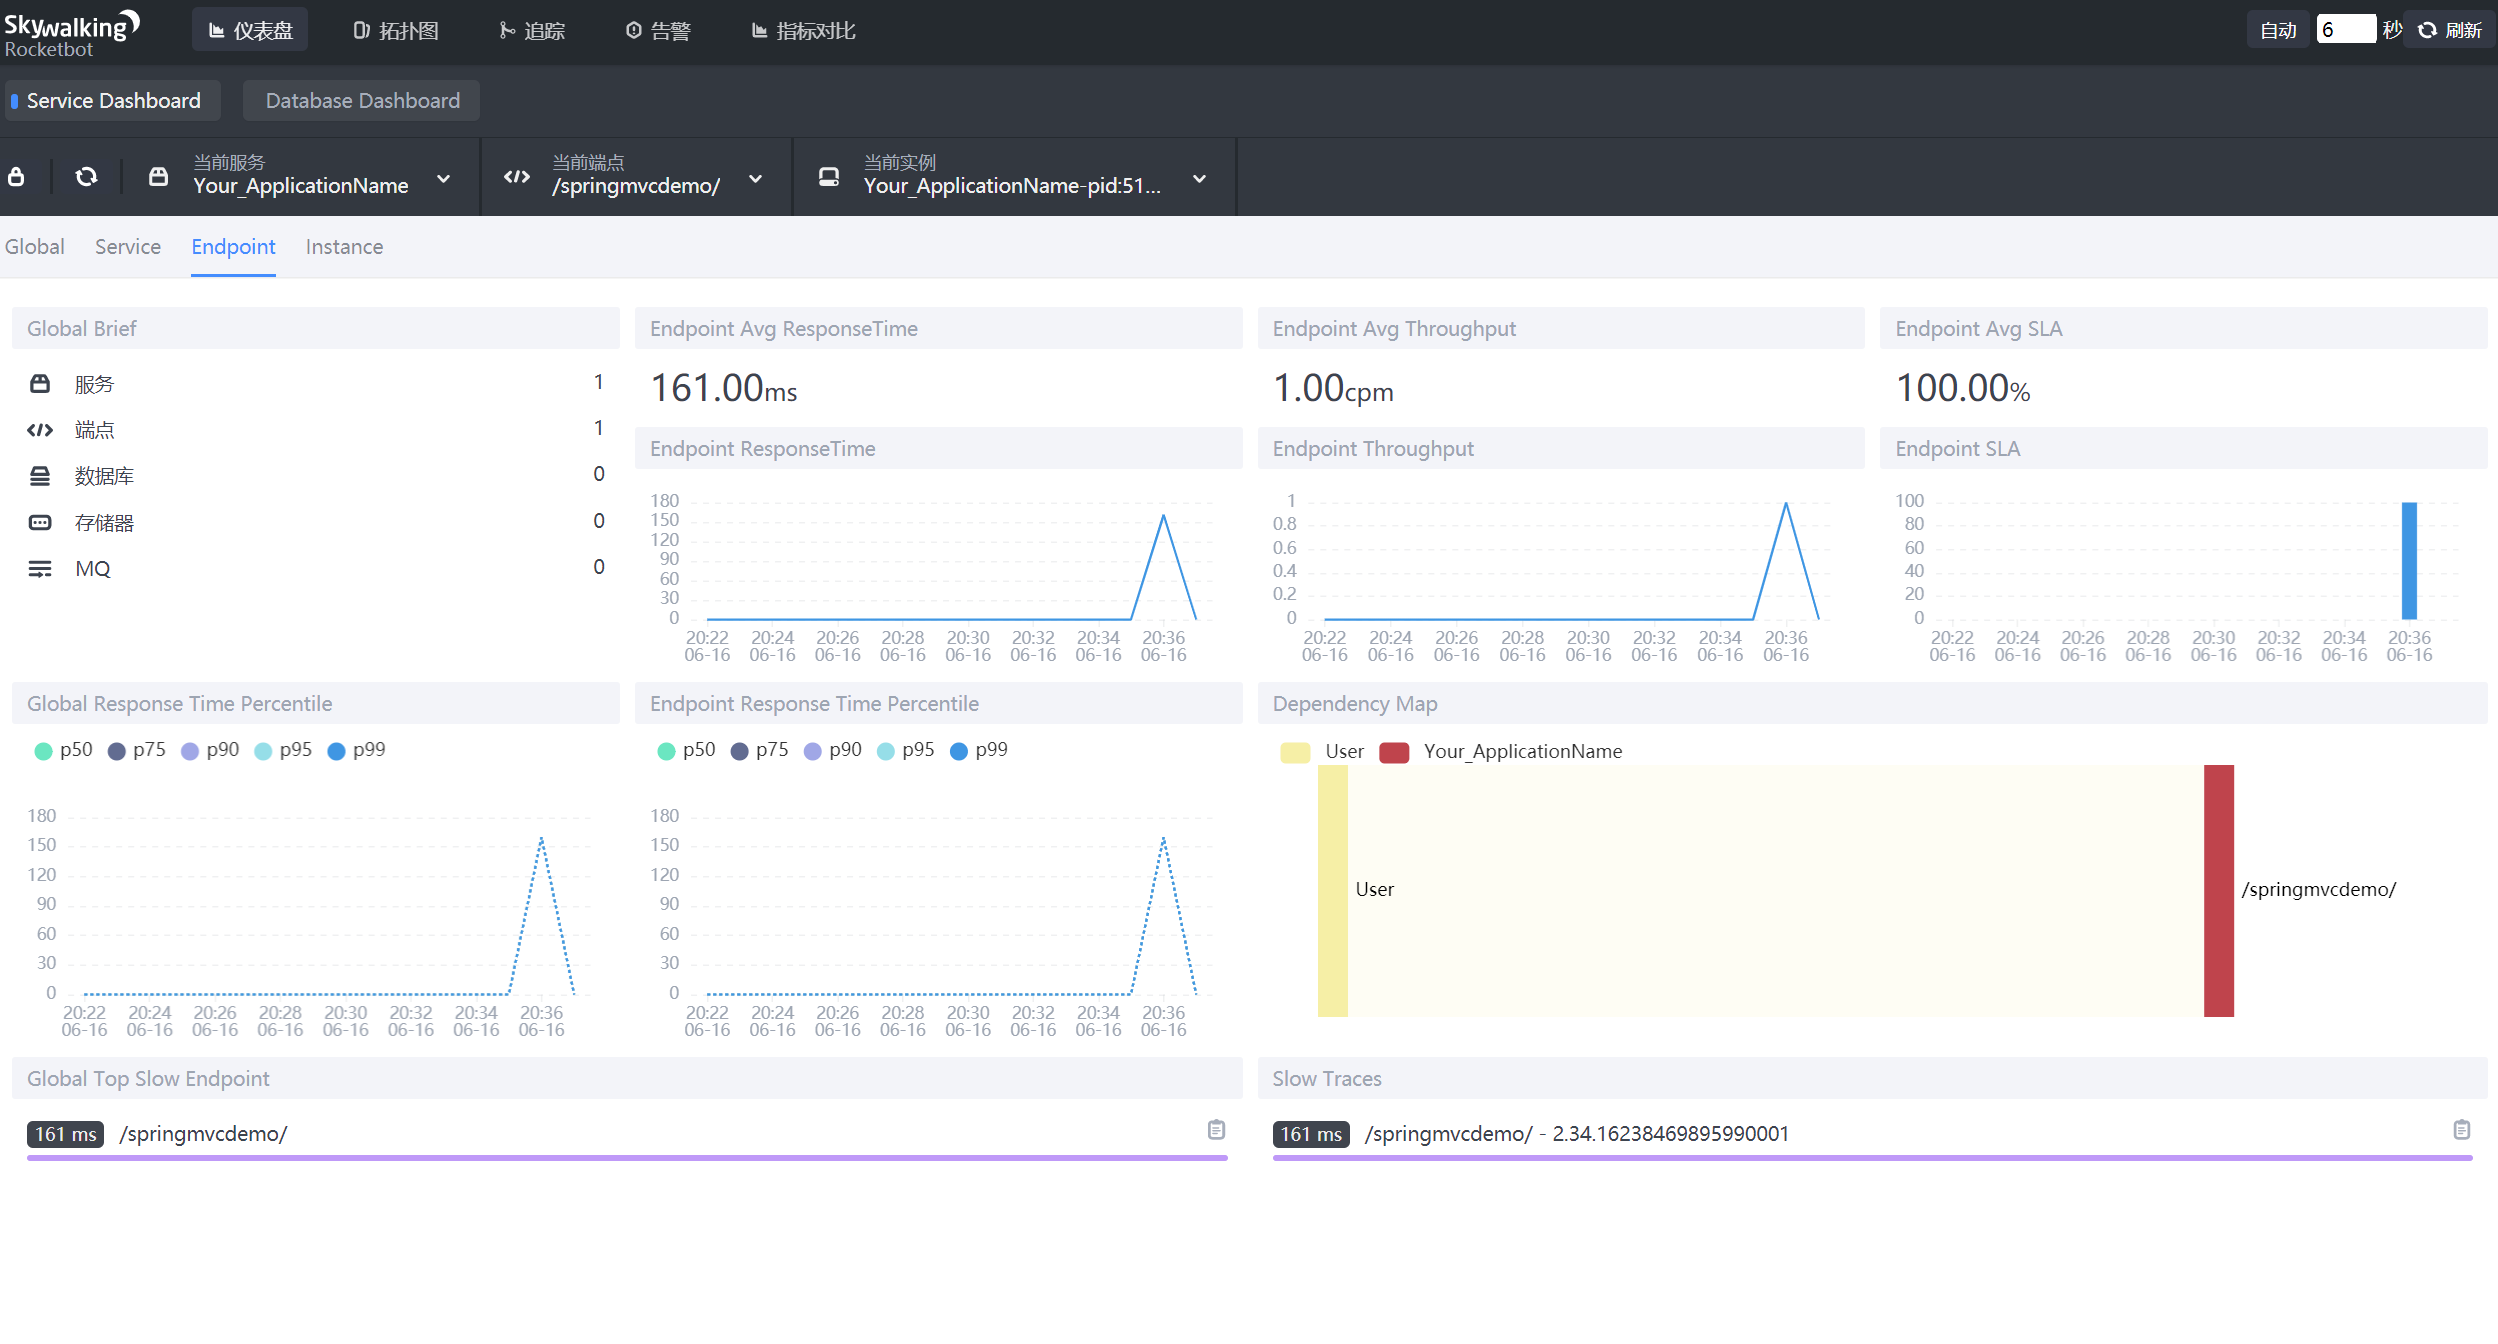 Skywalking
Rocketbot
仪表盘
拓扑图
追踪
告警
指标对比
自动
6
秒
刷新
Service Dashboard
Database Dashboard
当前服务
Your_ApplicationName
当前端点
/springmvcdemo/
当前实例
Your_ApplicationName-pid:51...
Global
Service
Endpoint
Instance
Global Brief
服务 1
端点 1
数据库 0
存储器 0
MQ 0
Endpoint Avg ResponseTime
161.00ms
Endpoint Avg Throughput
1.00cpm
Endpoint Avg SLA
100.00%
Endpoint ResponseTime
180
150
120
90
60
30
0
20:22 20:24 20:26 20:28 20:30 20:32 20:34 20:36
06-16 06-16 06-16 06-16 06-16 06-16 06-16 06-16
Endpoint Throughput
1
0.8
0.6
0.4
0.2
0
20:22 20:24 20:26 20:28 20:30 20:32 20:34 20:36
06-16 06-16 06-16 06-16 06-16 06-16 06-16 06-16
Endpoint SLA
100
80
60
40
20
0
20:22 20:24 20:26 20:28 20:30 20:32 20:34 20:36
06-16 06-16 06-16 06-16 06-16 06-16 06-16 06-16
Global Response Time Percentile
p50 p75 p90 p95 p99
180
150
120
90
60
30
0
20:22 20:24 20:26 20:28 20:30 20:32 20:34 20:36
06-16 06-16 06-16 06-16 06-16 06-16 06-16 06-16
Endpoint Response Time Percentile
p50 p75 p90 p95 p99
180
150
120
90
60
30
0
20:22 20:24 20:26 20:28 20:30 20:32 20:34 20:36
06-16 06-16 06-16 06-16 06-16 06-16 06-16 06-16
Dependency Map
User Your_ApplicationName
User
/springmvcdemo/
Global Top Slow Endpoint
161 ms /springmvcdemo/
Slow Traces
161 ms /springmvcdemo/ - 2.34.16238469895990001